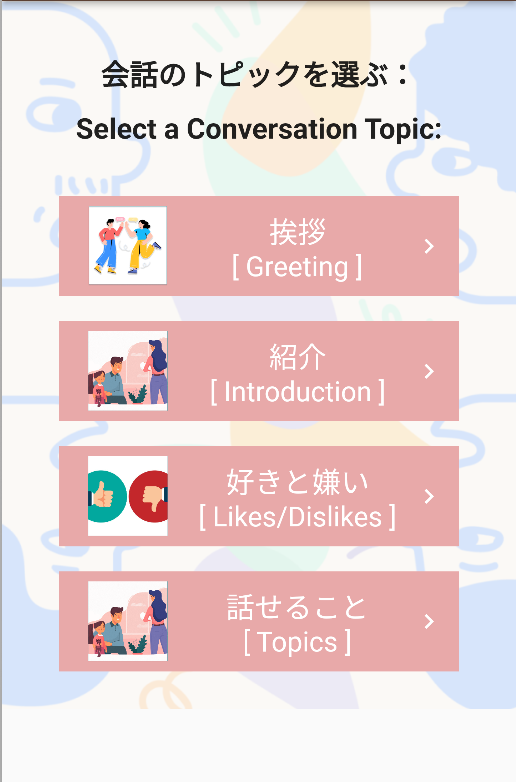 会話のトピックを選ぶ：
Select a Conversation Topic:
挨拶
[ Greeting ]
紹介
[ Introduction ]
好きと嫌い
[ Likes/Dislikes ]
話せること
[ Topics ]